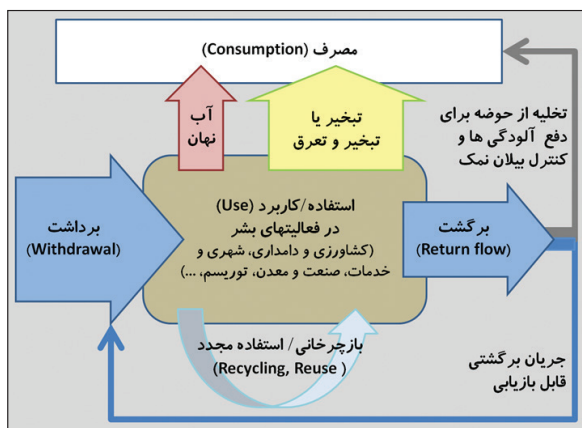 مصرف (Consumption)
آب
نهان
تبخیر یا
تبخیر و تعرق
تخلیه از حوضه برای
دفع آلودگی ها و
کنترل بیلان نمک
برداشت
(Withdrawal)
استفاده/کاربرد (Use)
در فعالیتهای بشر
(کشاورزی و دامداری، شهری و
خدمات، صنعت و معدن، توریسم، ...)
برگشت
(Return flow)
بازچرخانی/ استفاده مجدد
(Recycling, Reuse )
جریان برگشتی
قابل بازیابی